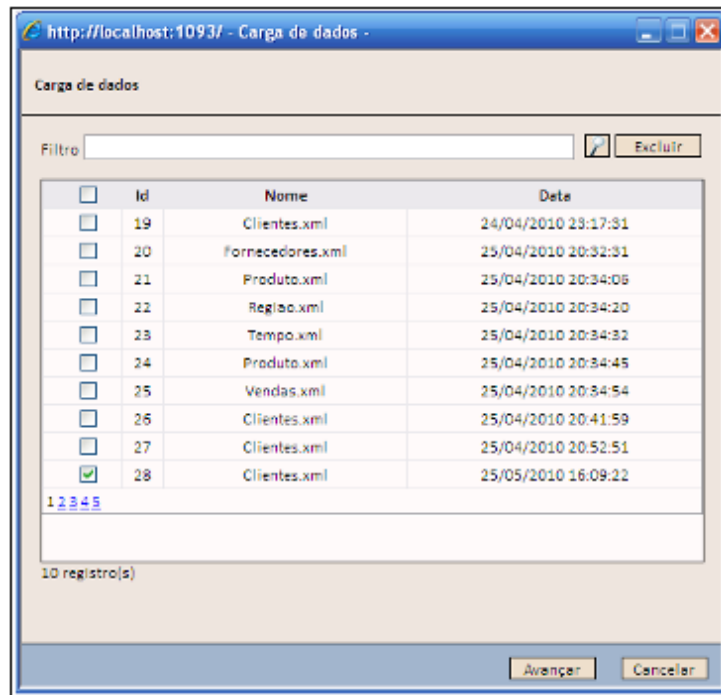 http://localhost:1093/ - Carga de dados -
Carga de dados
Filtro Excluir
Id Nome Data
19 Clientes.xml 24/04/2010 23:17:31
20 Fornecedores.xml 25/04/2010 20:32:31
21 Produto.xml 25/04/2010 20:34:06
22 Regiao.xml 25/04/2010 20:34:20
23 Tempo.xml 25/04/2010 20:34:32
24 Produto.xml 25/04/2010 20:34:45
25 Vendas.xml 25/04/2010 20:34:54
26 Clientes.xml 25/04/2010 20:41:59
27 Clientes.xml 25/04/2010 20:52:51
28 Clientes.xml 25/05/2010 16:09:22
1 2 3 4 5
10 registro(s)
Avançar Cancelar